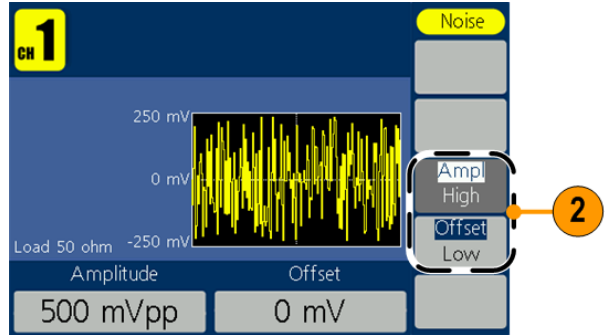 CH 1
Noise
250 mV
0 mV
-250 mV
Load 50 ohm
Ampl
High
Offset
Low
2
Amplitude
Offset
500 mVpp
0 mV